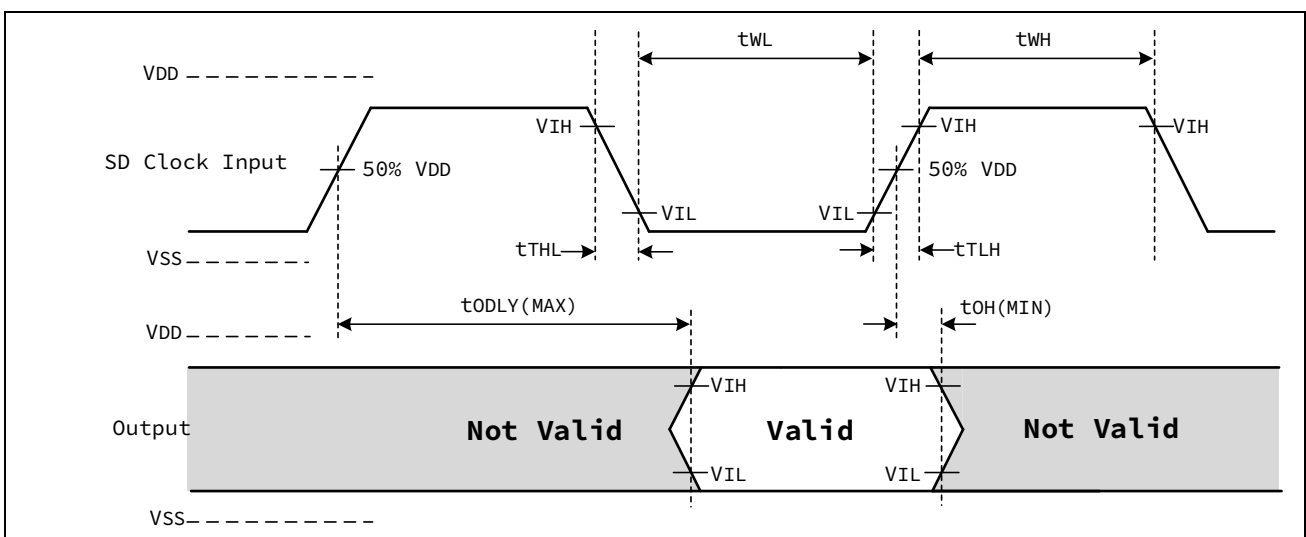 tWL
tWH
VDD
VIH
VIH
VIH
SD Clock Input
50% VDD
50% VDD
VIL
VIL
tTHL
tTLH
VSS
tODLY(MAX)
tOH(MIN)
VDD
VIH
VIH
Output
Not Valid
Valid
Not Valid
VIL
VIL
VSS